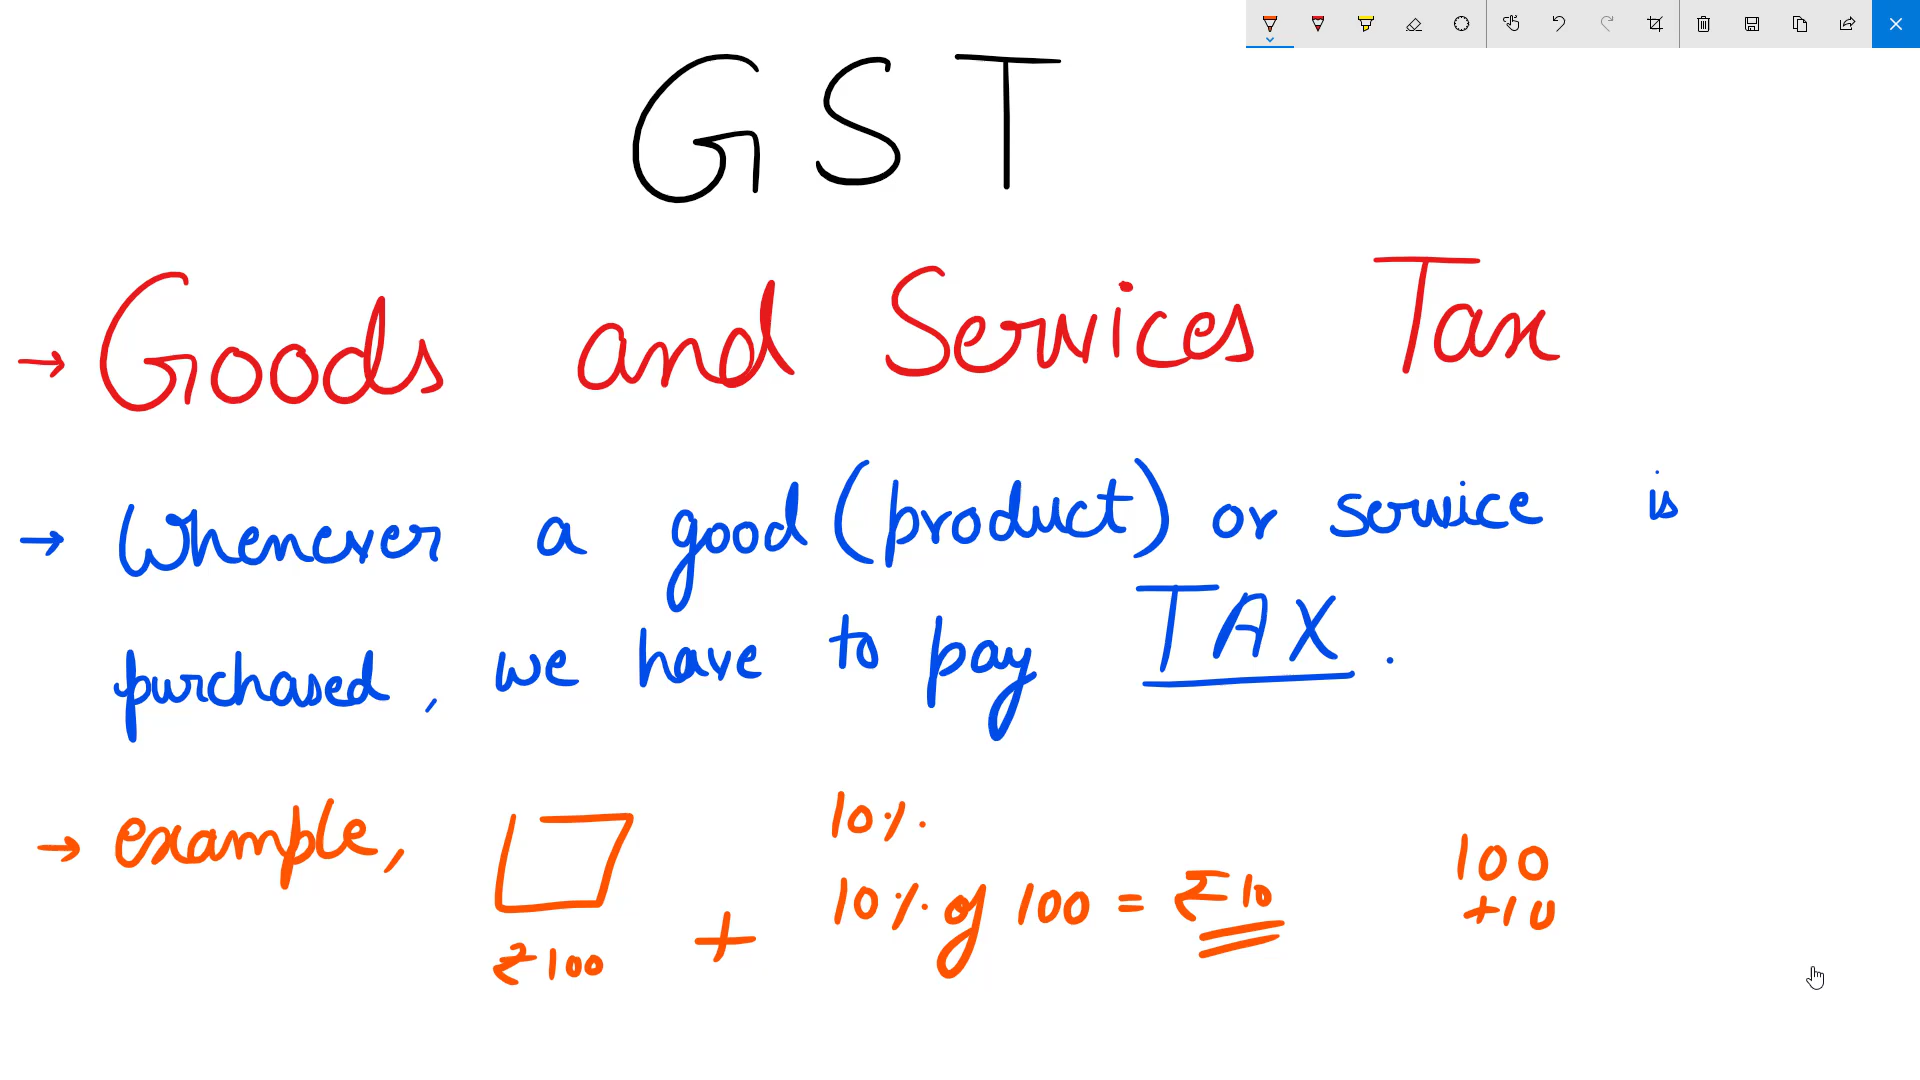 GST
→ Goods and Services Tax
→ Whenever a good (product) or service is
purchased, we have to pay TAX.
→ example,
₹100
+
10%
10% of 100 = ₹10
100
+10